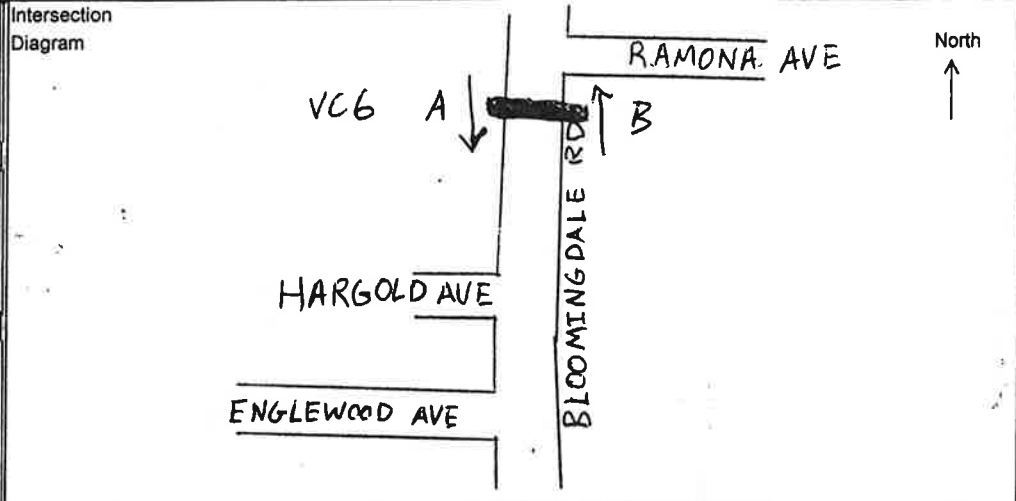 Intersection
Diagram
North
RAMONA AVE
VC6 A
B
BLOOMINGDALE RD
HARGOLD AVE
ENGLEWOOD AVE